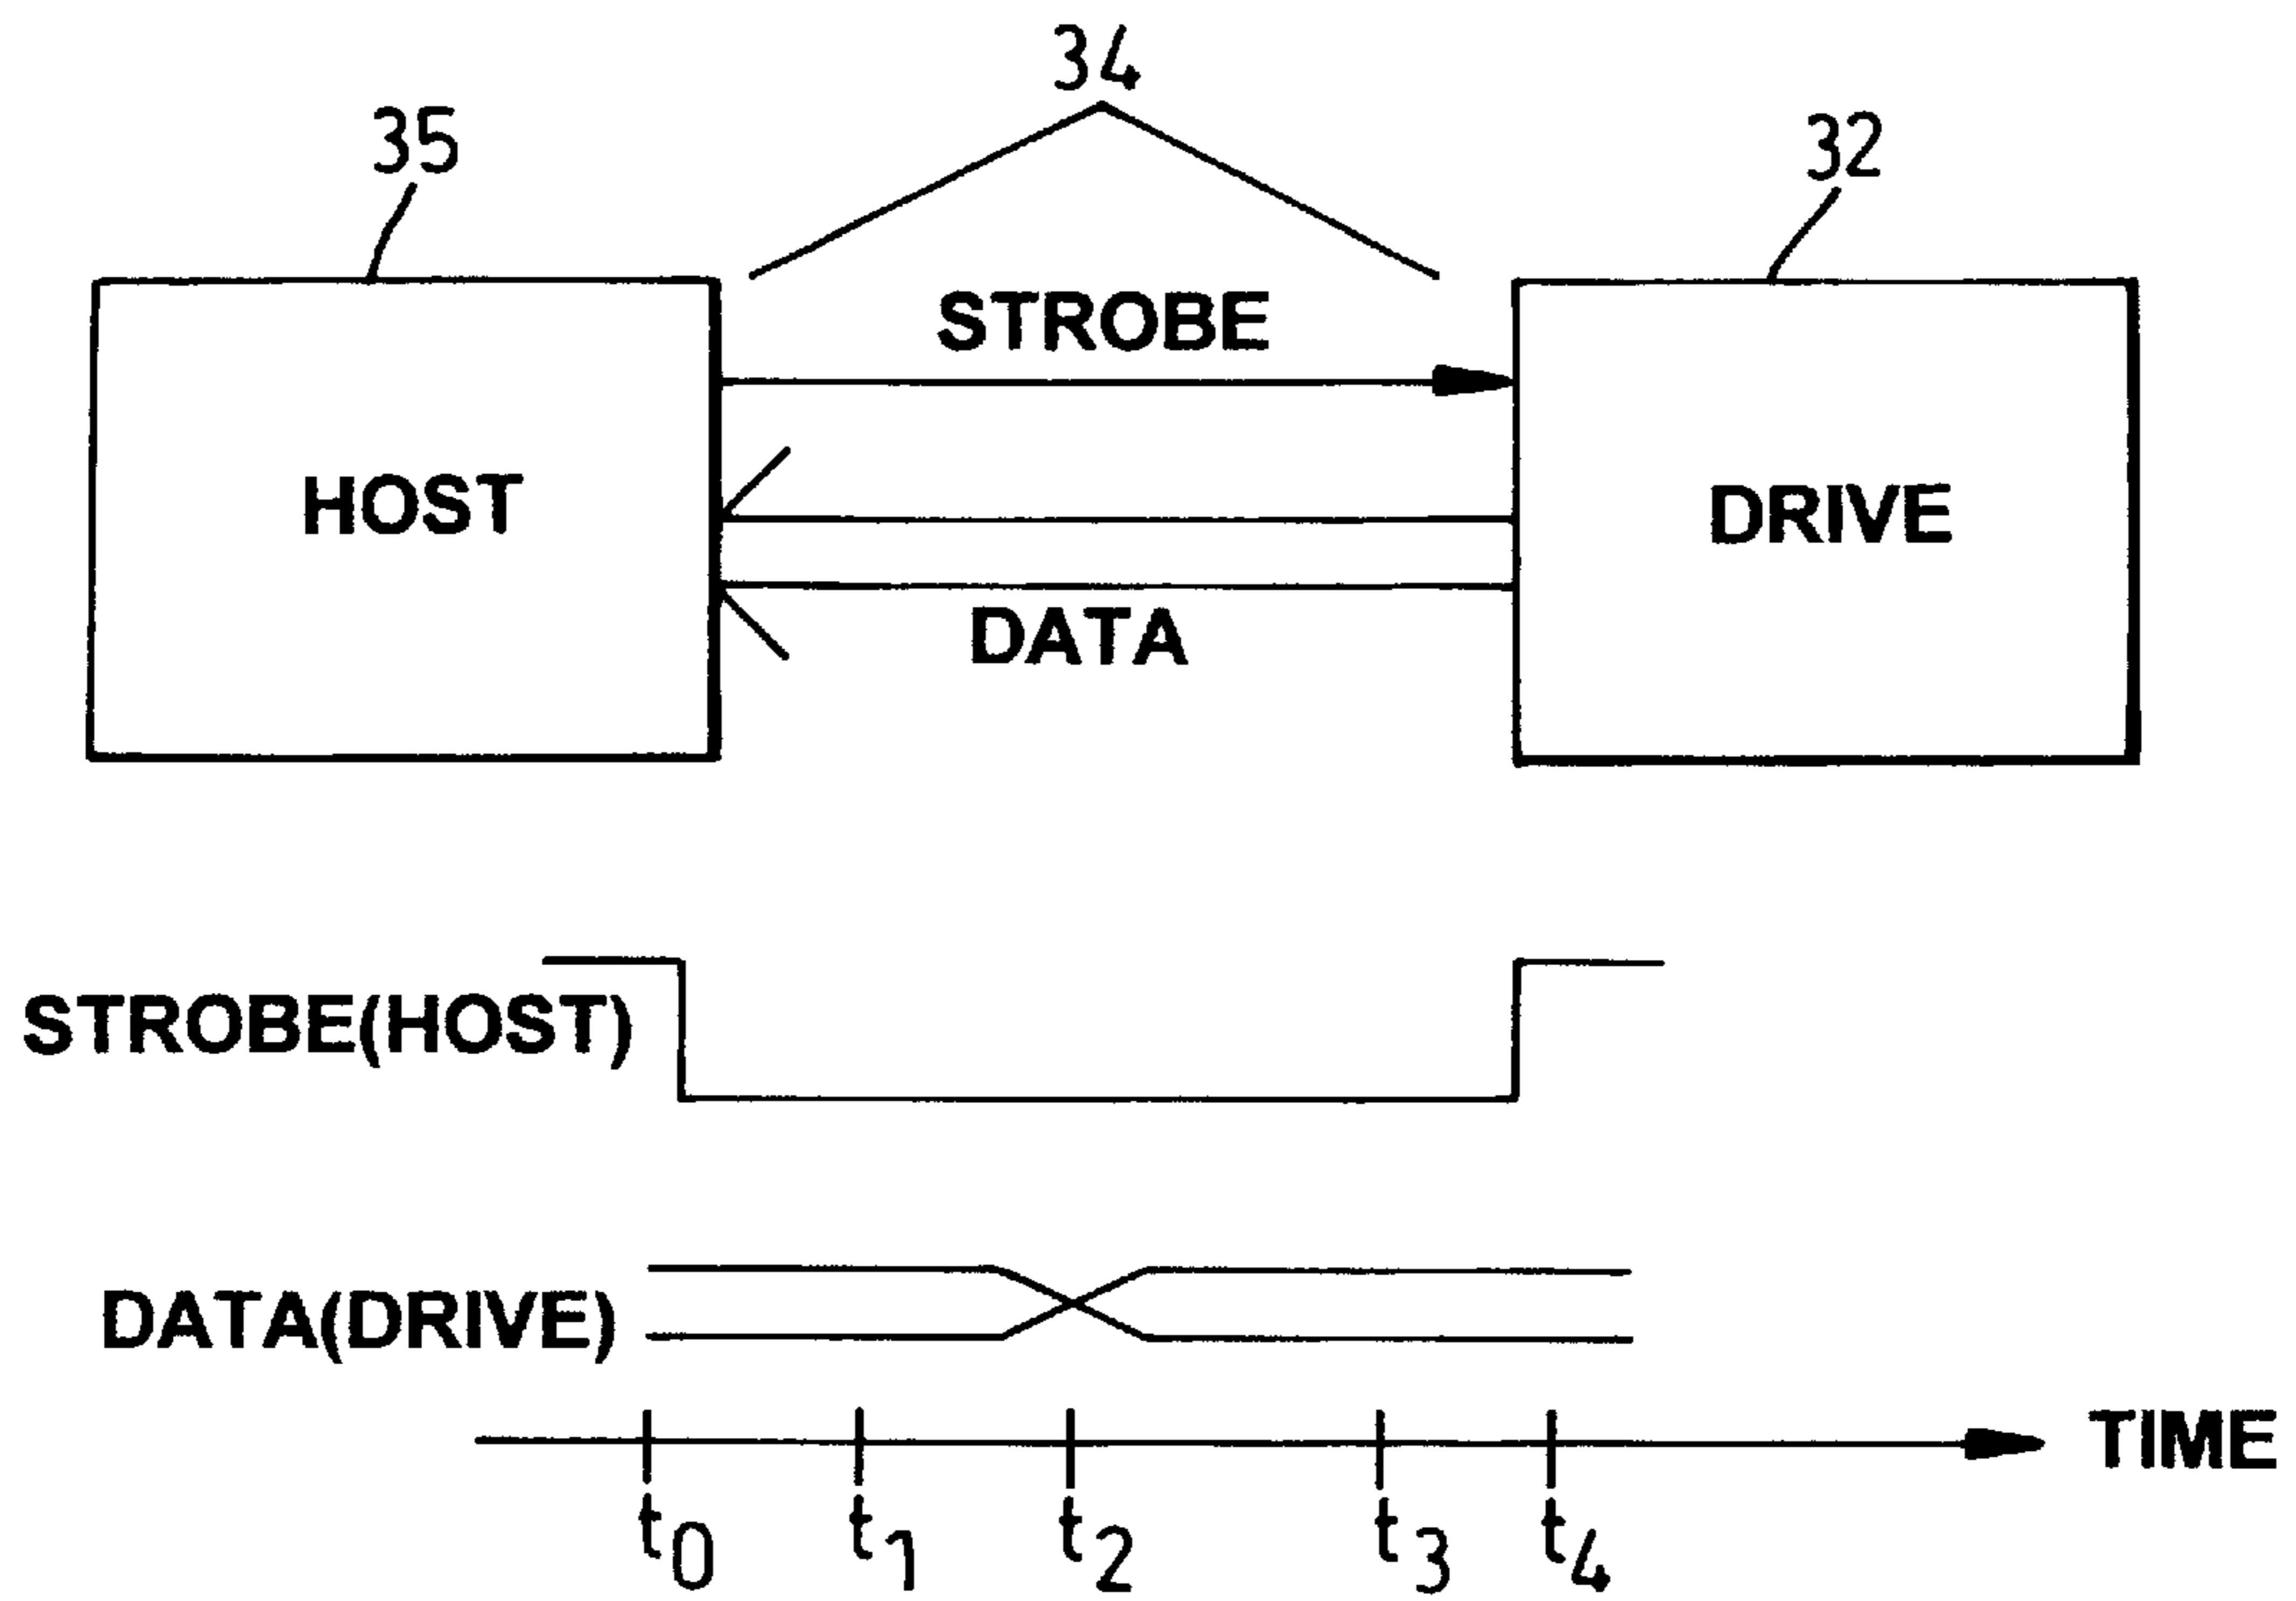 34
35
32
STROBE
HOST
DRIVE
DATA
STROBE(HOST)
DATA(DRIVE)
TIME
t0 t1 t2 t3 t4